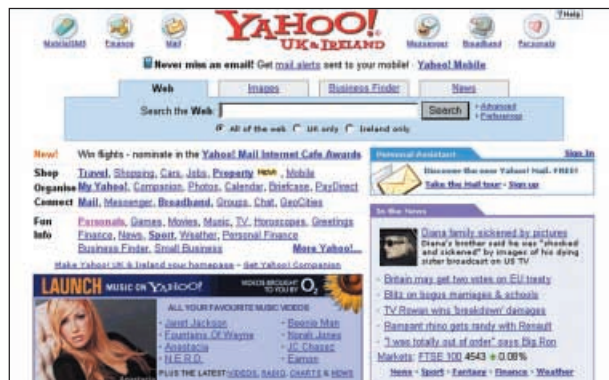 YAHOO!
UK & IRELAND
Help
Mobile/SMS Finance Mail Messenger Broadband Personals
Never miss an email! Get mail alerts sent to your mobile! · Yahoo! Mobile
Web Images Business Finder News
Search the Web Search · Advanced
· Preferences
All of the web UK only Ireland only
New! Win flights - nominate in the Yahoo! Mail Internet Cafe Awards
Shop Travel, Shopping, Cars, Jobs, Property NEW, Mobile
Organise My Yahoo!, Companion, Photos, Calendar, Briefcase, PayDirect
Connect Mail, Messenger, Broadband, Groups, Chat, GeoCities
Fun Personals, Games, Movies, Music, TV, Horoscopes, Greetings
Info Finance, News, Sport, Weather, Personal Finance
Business Finder, Small Business More Yahoo!...
Make Yahoo! UK & Ireland your homepage - Get Yahoo! Companion
LAUNCH MUSIC ON YAHOO! VIDEOS BROUGHT TO YOU BY O2
ALL YOUR FAVOURITE MUSIC VIDEOS
· Janet Jackson · Beenie Man
· Fountains Of Wayne · Norah Jones
· Anastacia · JC Chasez
· N.E.R.D. · Eamon
PLUS THE LATEST VIDEOS, RADIO, CHARTS & NEWS
Anastacia
Personal Assistant Sign In
Discover the new Yahoo! Mail. FREE!
Take the Mail tour - Sign up
In the News
Diana family sickened by pictures
Diana's brother said he was "shocked
and sickened" by images of his dying
sister broadcast on US TV
· Britain may get two votes on EU treaty
· Blitz on bogus marriages & schools
· TV Rowan wins 'breakdown' damages
· Rampant rhino gets randy with Renault
· "I was totally out of order" says Big Ron
Markets: FTSE 100 4543 +0.08%
News - Sport - Fantasy - Finance - Weather